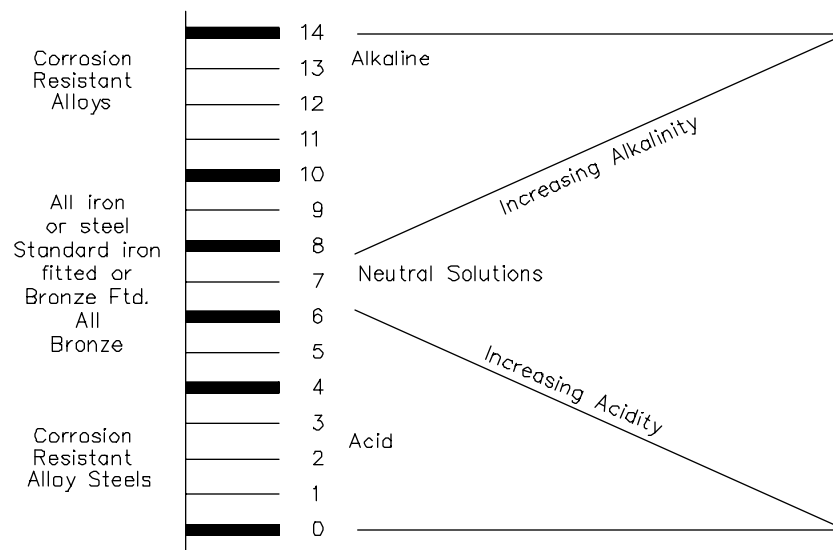 Corrosion
Resistant
Alloys
All iron
or steel
Standard iron
fitted or
Bronze Ftd.
All
Bronze
Corrosion
Resistant
Alloy Steels
14
13
12
11
10
9
8
7
6
5
4
3
2
1
0
Alkaline
Increasing Alkalinity
Neutral Solutions
Increasing Acidity
Acid